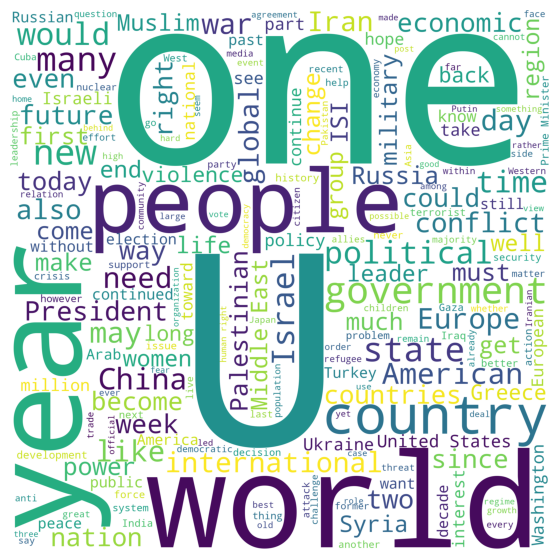 Russian question agreement made one face
Muslim war part Iran economic cannot
would West past hope Cuba media post
many event recent help region
even Israeli right national see change military back
future nuclear go seem economy Pakistan know far Putin something
leadership home behind effort hard global ISI take day rather Prime Minister
first high continue group side
new end violence party history Asia good within Western
today relation people Russia time
also community large vote citizen democracy possible among could still view
come without election life policy allies never terrorist conflict
make crisis support majority security well
way political matter
need however continued toward U leader must
year President organization human right Palestinian Israel government
may long Middle East Japan children Gaza whether action Iranian
Arab women issue problem much Europe
million live population order remain Iraq already better European
China fear refugee Turkey state get Washington
become ever last use American
trade next America countries Greece
development week official led yet deal country
like democratic decision case Ukraine United States
power international since
anti public force threat two decade interest
great system world role want
peace India best attack former Syria regime
three thing challenge growth
say nation old another every